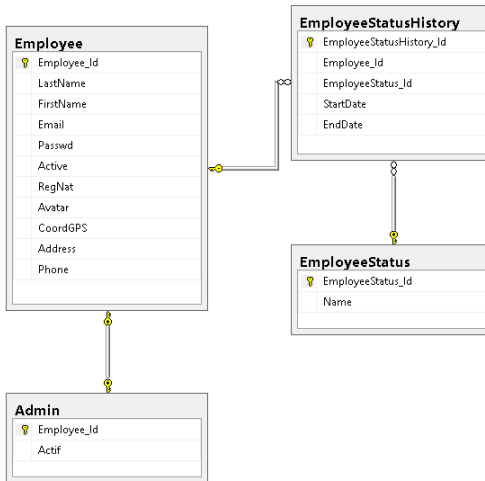 Employee
Employee_Id
LastName
FirstName
Email
Passwd
Active
RegNat
Avatar
CoordGPS
Address
Phone
EmployeeStatusHistory
EmployeeStatusHistory_Id
Employee_Id
EmployeeStatus_Id
StartDate
EndDate
EmployeeStatus
EmployeeStatus_Id
Name
Admin
Employee_Id
Actif